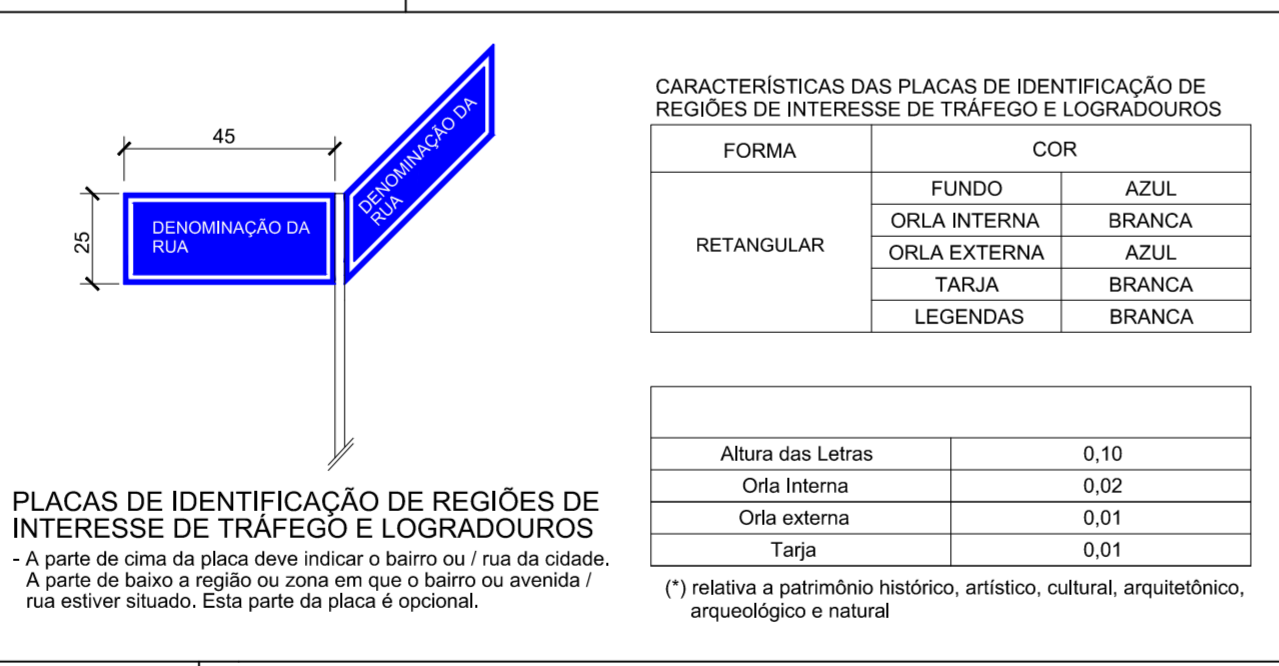 45
25
DENOMINAÇÃO DA
RUA
DENOMINAÇÃO DA
RUA
PLACAS DE IDENTIFICAÇÃO DE REGIÕES DE
INTERESSE DE TRÁFEGO E LOGRADOUROS
- A parte de cima da placa deve indicar o bairro ou / rua da cidade.
A parte de baixo a região ou zona em que o bairro ou avenida /
rua estiver situado. Esta parte da placa é opcional.
CARACTERÍSTICAS DAS PLACAS DE IDENTIFICAÇÃO DE
REGIÕES DE INTERESSE DE TRÁFEGO E LOGRADOUROS
FORMA COR
RETANGULAR
FUNDO AZUL
ORLA INTERNA BRANCA
ORLA EXTERNA AZUL
TARJA BRANCA
LEGENDAS BRANCA
Altura das Letras 0,10
Orla Interna 0,02
Orla externa 0,01
Tarja 0,01
(*) relativa a patrimônio histórico, artístico, cultural, arquitetônico,
arqueológico e natural